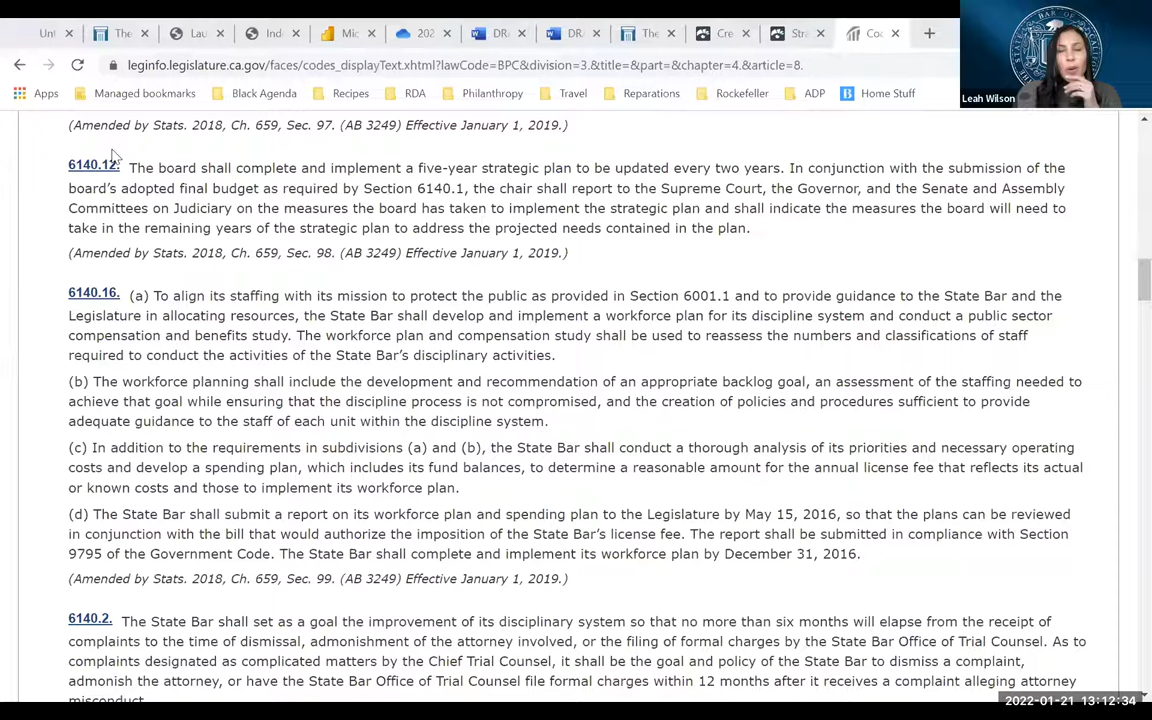 Unt
The
Lau
Ind
Mic
202
DR
DR
The
Cre
Stra
Co
leginfo.legislature.ca.gov/faces/codes_displayText.xhtml?lawCode=BPC&division=3.&title=&part=&chapter=4.&article=8.
Apps
Managed bookmarks
Black Agenda
Recipes
RDA
Philanthropy
Travel
Reparations
Rockefeller
ADP
Home Stuff
THE STATE BAR OF CALIFO
Leah Wilson
(Amended by Stats. 2018, Ch. 659, Sec. 97. (AB 3249) Effective January 1, 2019.)
6140.12. The board shall complete and implement a five-year strategic plan to be updated every two years. In conjunction with the submission of the
board's adopted final budget as required by Section 6140.1, the chair shall report to the Supreme Court, the Governor, and the Senate and Assembly
Committees on Judiciary on the measures the board has taken to implement the strategic plan and shall indicate the measures the board will need to
take in the remaining years of the strategic plan to address the projected needs contained in the plan.
(Amended by Stats. 2018, Ch. 659, Sec. 98. (AB 3249) Effective January 1, 2019.)
6140.16. (a) To align its staffing with its mission to protect the public as provided in Section 6001.1 and to provide guidance to the State Bar and the
Legislature in allocating resources, the State Bar shall develop and implement a workforce plan for its discipline system and conduct a public sector
compensation and benefits study. The workforce plan and compensation study shall be used to reassess the numbers and classifications of staff
required to conduct the activities of the State Bar's disciplinary activities.
(b) The workforce planning shall include the development and recommendation of an appropriate backlog goal, an assessment of the staffing needed to
achieve that goal while ensuring that the discipline process is not compromised, and the creation of policies and procedures sufficient to provide
adequate guidance to the staff of each unit within the discipline system.
(c) In addition to the requirements in subdivisions (a) and (b), the State Bar shall conduct a thorough analysis of its priorities and necessary operating
costs and develop a spending plan, which includes its fund balances, to determine a reasonable amount for the annual license fee that reflects its actual
or known costs and those to implement its workforce plan.
(d) The State Bar shall submit a report on its workforce plan and spending plan to the Legislature by May 15, 2016, so that the plans can be reviewed
in conjunction with the bill that would authorize the imposition of the State Bar's license fee. The report shall be submitted in compliance with Section
9795 of the Government Code. The State Bar shall complete and implement its workforce plan by December 31, 2016.
(Amended by Stats. 2018, Ch. 659, Sec. 99. (AB 3249) Effective January 1, 2019.)
6140.2. The State Bar shall set as a goal the improvement of its disciplinary system so that no more than six months will elapse from the receipt of
complaints to the time of dismissal, admonishment of the attorney involved, or the filing of formal charges by the State Bar Office of Trial Counsel. As to
complaints designated as complicated matters by the Chief Trial Counsel, it shall be the goal and policy of the State Bar to dismiss a complaint,
admonish the attorney, or have the State Bar Office of Trial Counsel file formal charges within 12 months after it receives a complaint alleging attorney
misconduct.
2022-01-21 13:12:34